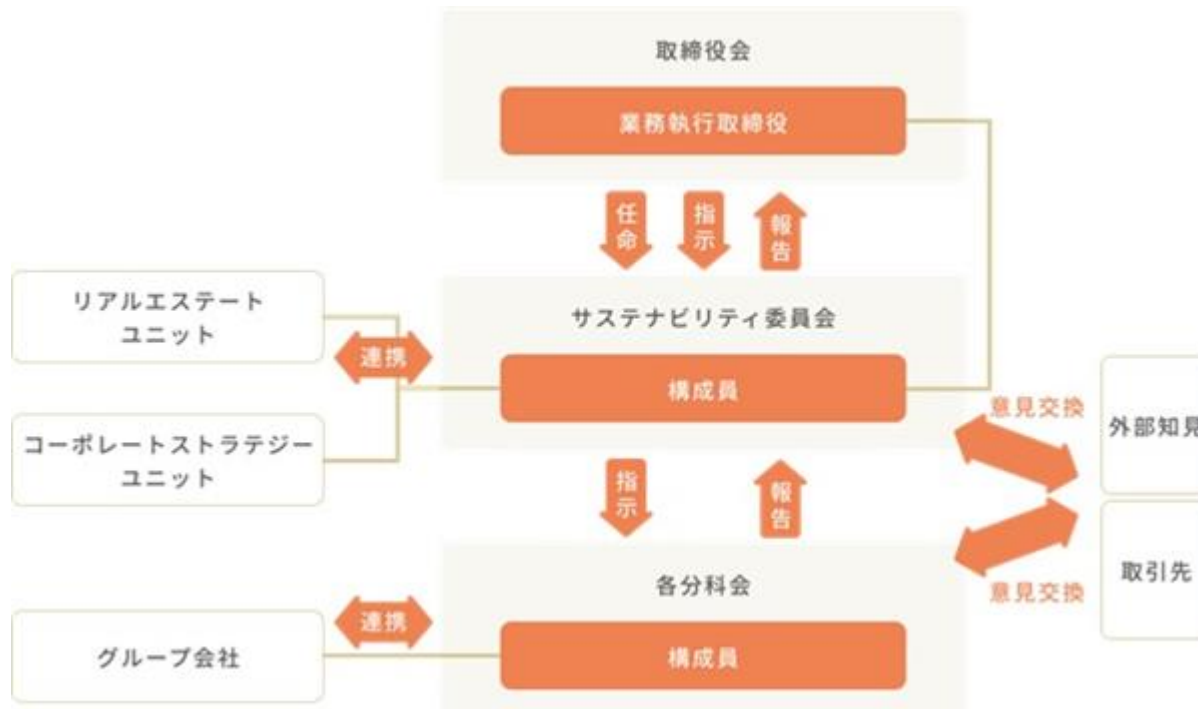 取締役会
業務執行取締役
任命
指示
報告
リアルエステート
ユニット
サステナビリティ委員会
連携
構成員
意見交換
外部知見
コーポレートストラテジー
ユニット
指示
報告
取引先
各分科会
意見交換
連携
グループ会社
構成員